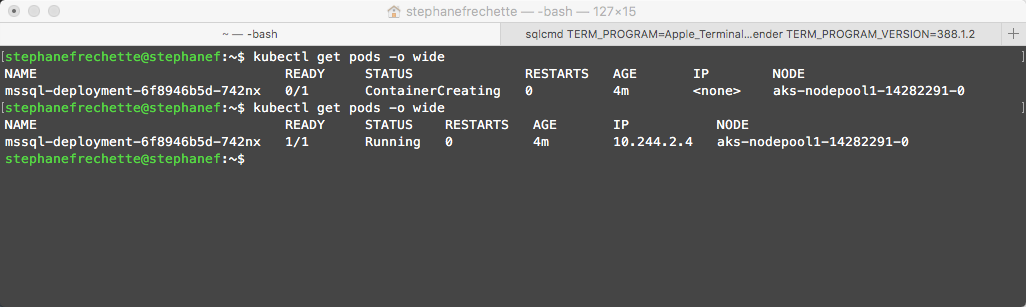 stephanefrechette — -bash — 127×15
~ — -bash
sqlcmd TERM_PROGRAM=Apple_Terminal...ender TERM_PROGRAM_VERSION=388.1.2
[stephanefrechette@stephanef:~$ kubectl get pods -o wide ]
NAME READY STATUS RESTARTS AGE IP NODE
mssql-deployment-6f8946b5d-742nx 0/1 ContainerCreating 0 4m <none> aks-nodepool1-14282291-0
[stephanefrechette@stephanef:~$ kubectl get pods -o wide ]
NAME READY STATUS RESTARTS AGE IP NODE
mssql-deployment-6f8946b5d-742nx 1/1 Running 0 4m 10.244.2.4 aks-nodepool1-14282291-0
stephanefrechette@stephanef:~$